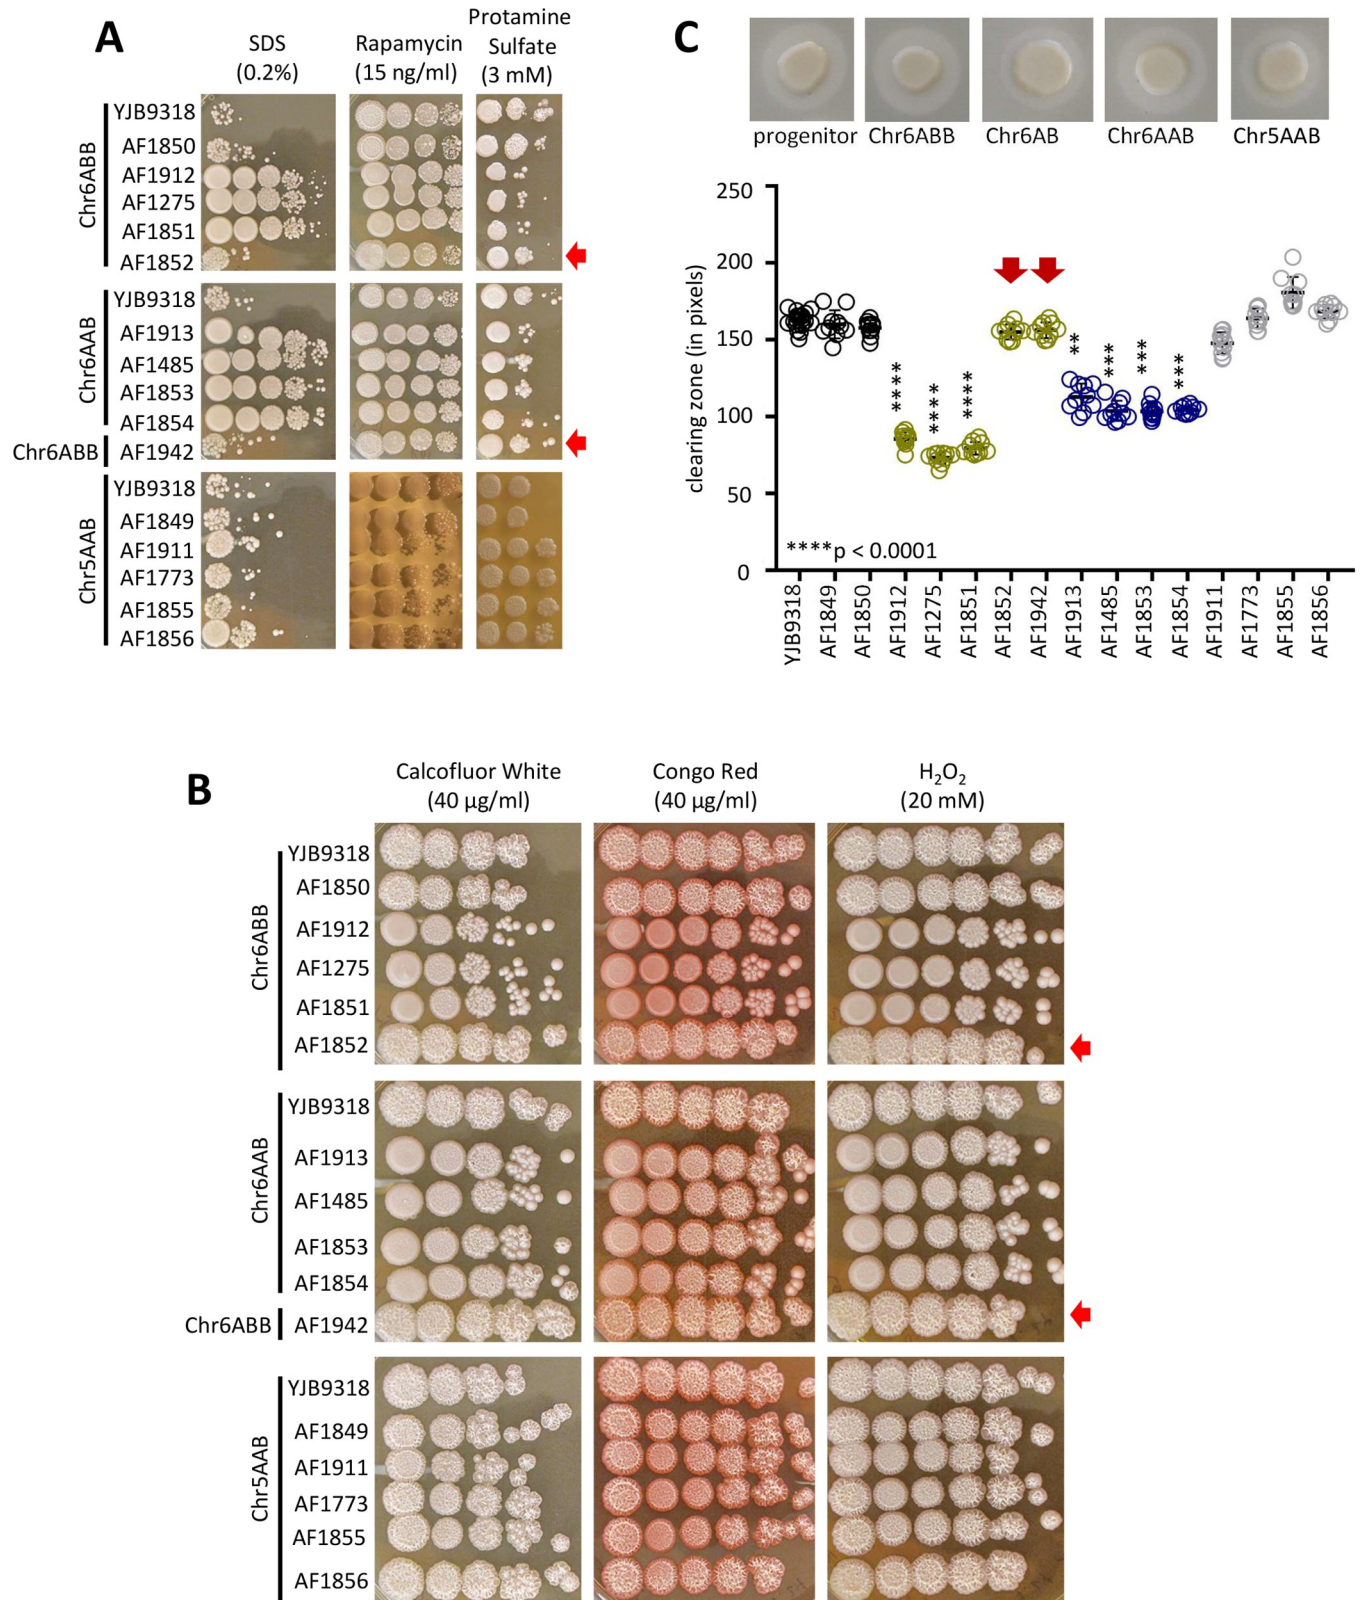 A
SDS
(0.2%)
Rapamycin
(15 ng/ml)
Protamine
Sulfate
(3 mM)
Chr6ABB
YJB9318
AF1850
AF1912
AF1275
AF1851
AF1852
Chr6AAB
YJB9318
AF1913
AF1485
AF1853
AF1854
Chr6ABB
AF1942
Chr5AAB
YJB9318
AF1849
AF1911
AF1773
AF1855
AF1856
C
progenitor
Chr6ABB
Chr6AB
Chr6AAB
Chr5AAB
clearing zone (in pixels)
250
200
150
100
50
0
****
****
****
**
***
***
***
****p < 0.0001
YJB9318
AF1849
AF1850
AF1912
AF1275
AF1851
AF1852
AF1942
AF1913
AF1485
AF1853
AF1854
AF1911
AF1773
AF1855
AF1856
B
Calcofluor White
(40 µg/ml)
Congo Red
(40 µg/ml)
H₂O₂
(20 mM)
Chr6ABB
YJB9318
AF1850
AF1912
AF1275
AF1851
AF1852
Chr6AAB
YJB9318
AF1913
AF1485
AF1853
AF1854
Chr6ABB
AF1942
Chr5AAB
YJB9318
AF1849
AF1911
AF1773
AF1855
AF1856